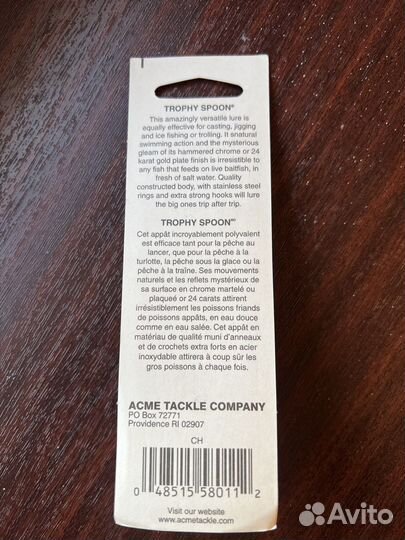 TROPHY SPOON®
This amazingly versatile lure is
equally effective for casting, jigging
and ice fishing or trolling. It snatural
swimming action and the mysterious
gleam of its hammered chrome or 24
karat gold plate finish is irresistible to
any fish that feeds on live baitfish, in
fresh of salt water. Quality
constructed body, with stainless steel
rings and extra strong hooks will lure
the big ones trip after trip.
TROPHY SPOON
Cet appât incroyablement polyvalent
est efficace tant pour la pêche au
lancer, que pour la pêche à la
turlotte, la pêche sous la glace ou la
pêche à la traîne. Ses mouvements
naturels et les reflets mystérieux de
sa surface en chrome martelé ou
plaqueé or 24 carats attirent
irrésistiblement les poissons friands
de poissons appâts, en eau douce
comme en eau salée. Cet appât en
matériau de qualité muni d'anneaux
et de crochets extra forts en acier
inoxydable attirera à coup sûr les
gros poissons à chaque fois.
ACME TACKLE COMPANY
PO Box 72771
Providence RI 02907
CH
0 48515 58011 2
Visit our website
www.acmetackle.com
Avito